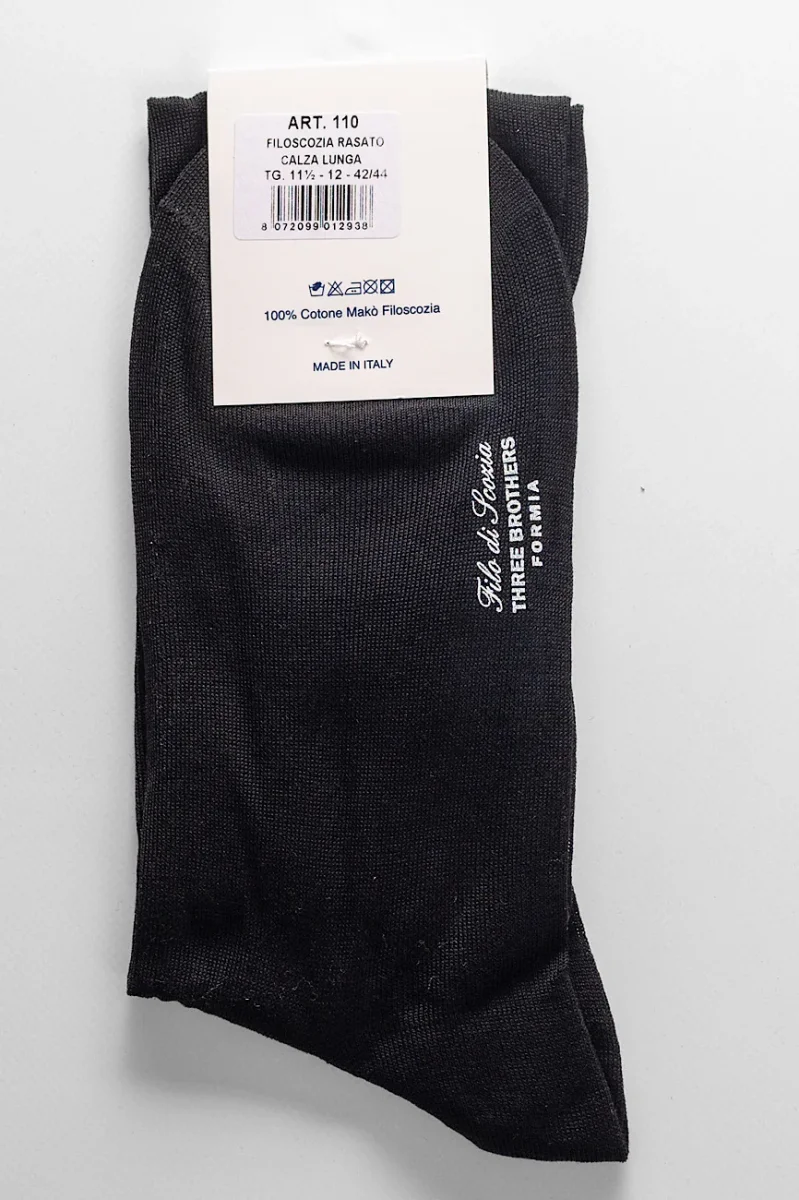 ART. 110
FILOSCOZIA RASATO
CALZA LUNGA
TG. 11½ - 12 - 42/44
8 072099 012938
100% Cotone Makò Filoscozia
MADE IN ITALY
Filo di Scozia
THREE BROTHERS
FORMIA